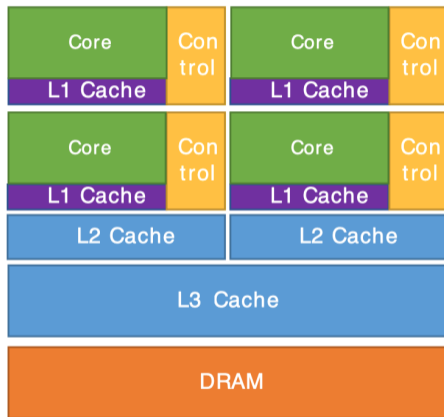 Core
Con
trol
Core
Con
trol
L1 Cache
L1 Cache
Core
Con
trol
Core
Con
trol
L1 Cache
L1 Cache
L2 Cache
L2 Cache
L3 Cache
DRAM